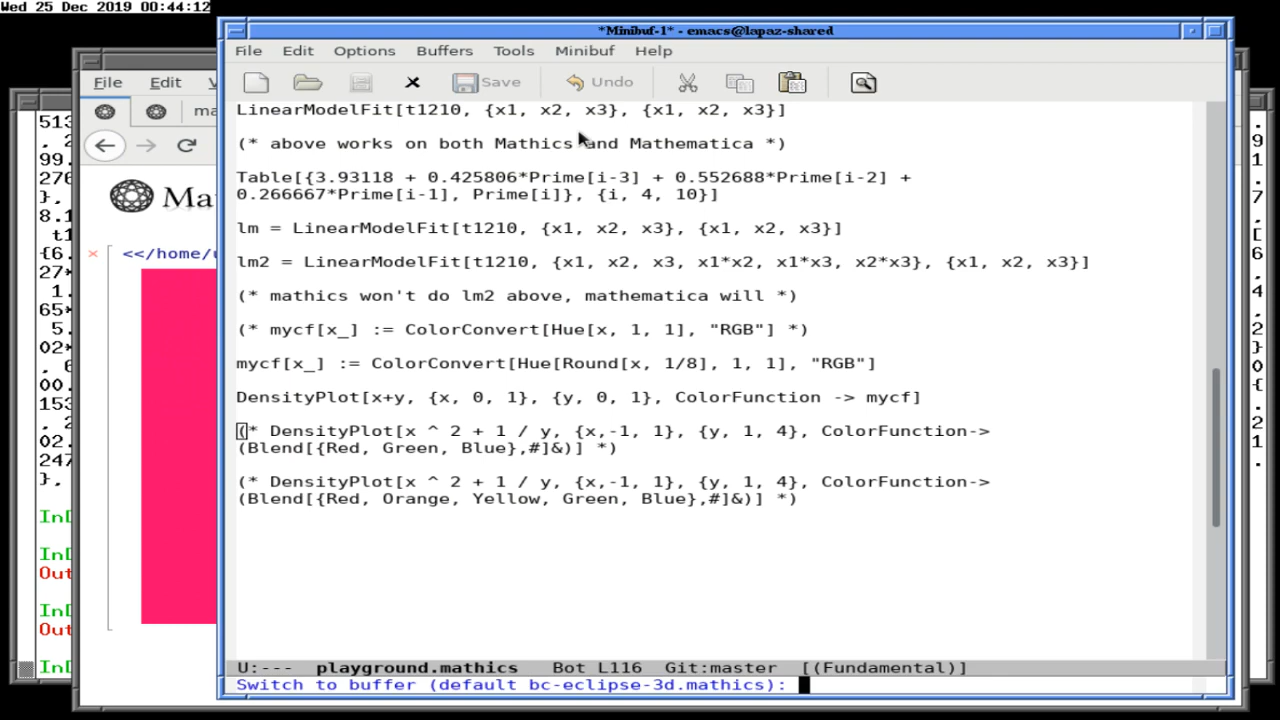 Wed 25 Dec 2019 00:44:12
*Minibuf-1* - emacs@lapaz-shared
File Edit Options Buffers Tools Minibuf Help
Save Undo
LinearModelFit[t1210, {x1, x2, x3}, {x1, x2, x3}]
(* above works on both Mathics and Mathematica *)
Table[{3.93118 + 0.425806*Prime[i-3] + 0.552688*Prime[i-2] +
0.266667*Prime[i-1], Prime[i]}, {i, 4, 10}]
lm = LinearModelFit[t1210, {x1, x2, x3}, {x1, x2, x3}]
lm2 = LinearModelFit[t1210, {x1, x2, x3, x1*x2, x1*x3, x2*x3}, {x1, x2, x3}]
(* mathics won't do lm2 above, mathematica will *)
(* mycf[x_] := ColorConvert[Hue[x, 1, 1], "RGB"] *)
mycf[x_] := ColorConvert[Hue[Round[x, 1/8], 1, 1], "RGB"]
DensityPlot[x+y, {x, 0, 1}, {y, 0, 1}, ColorFunction -> mycf]
(* DensityPlot[x ^ 2 + 1 / y, {x,-1, 1}, {y, 1, 4}, ColorFunction->
(Blend[{Red, Green, Blue},#]&)] *)
(* DensityPlot[x ^ 2 + 1 / y, {x,-1, 1}, {y, 1, 4}, ColorFunction->
(Blend[{Red, Orange, Yellow, Green, Blue},#]&)] *)
U:--- playground.mathics Bot L116 Git:master [(Fundamental)]
Switch to buffer (default bc-eclipse-3d.mathics):
File Edit
<</home/